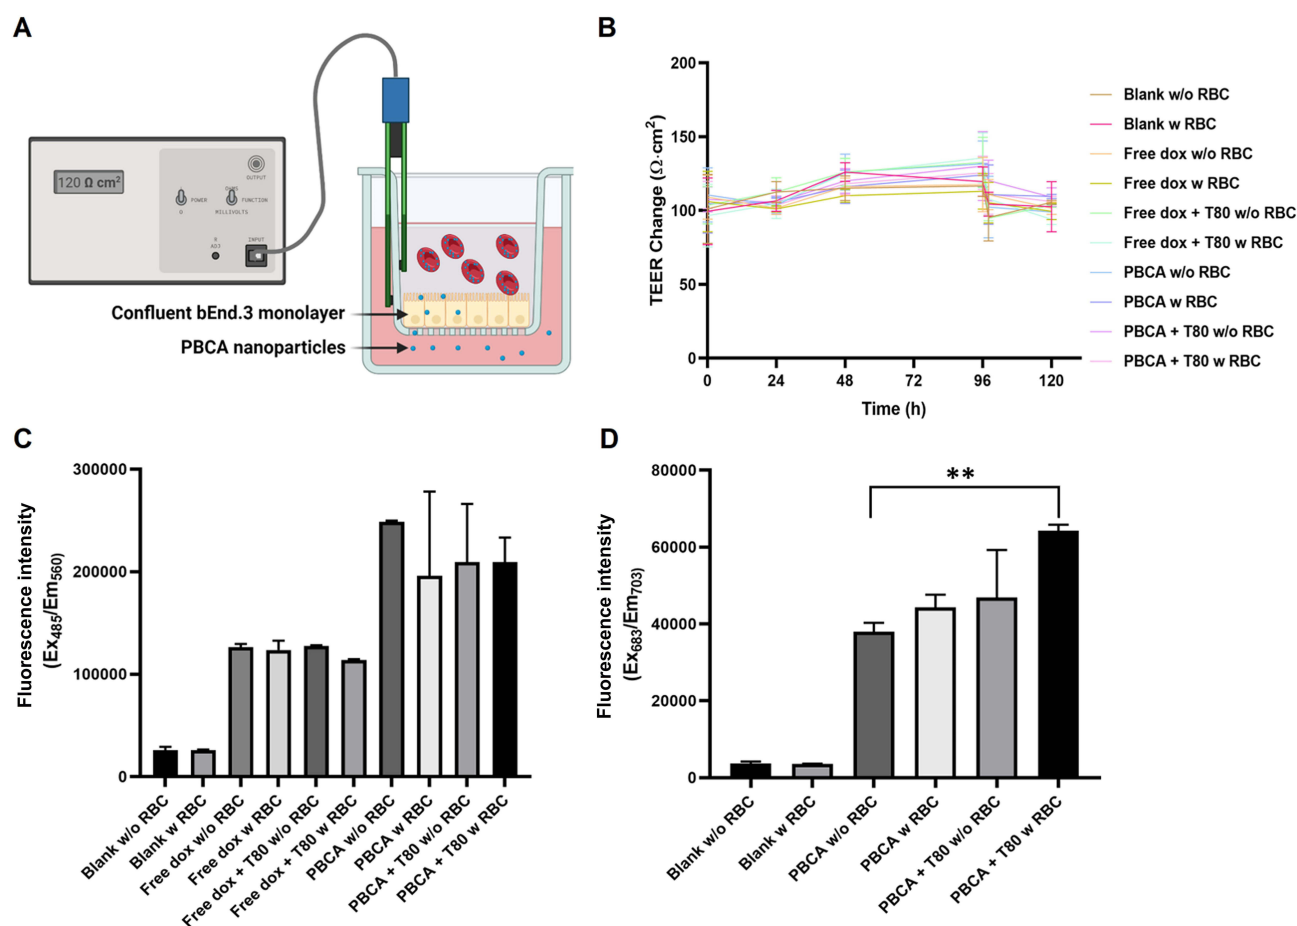 A
120 Ω cm2
OUTPUT
OHMS
POWER
FUNCTION
O
MILLIVOLTS
R
ADJ
INPUT
Confluent bEnd.3 monolayer
PBCA nanoparticles
B
TEER Change (Ω·cm2)
200
150
100
50
0
0 24 48 72 96 120
Time (h)
Blank w/o RBC
Blank w RBC
Free dox w/o RBC
Free dox w RBC
Free dox + T80 w/o RBC
Free dox + T80 w RBC
PBCA w/o RBC
PBCA w RBC
PBCA + T80 w/o RBC
PBCA + T80 w RBC
C
Fluorescence intensity
(Ex485/Em560)
300000
200000
100000
0
Blank w/o RBC
Blank w RBC
Free dox w/o RBC
Free dox w RBC
Free dox + T80 w/o RBC
Free dox + T80 w RBC
PBCA w/o RBC
PBCA w RBC
PBCA + T80 w/o RBC
PBCA + T80 w RBC
D
Fluorescence intensity
(Ex683/Em703)
80000
60000
40000
20000
0
**
Blank w/o RBC
Blank w RBC
PBCA w/o RBC
PBCA w RBC
PBCA + T80 w/o RBC
PBCA + T80 w RBC